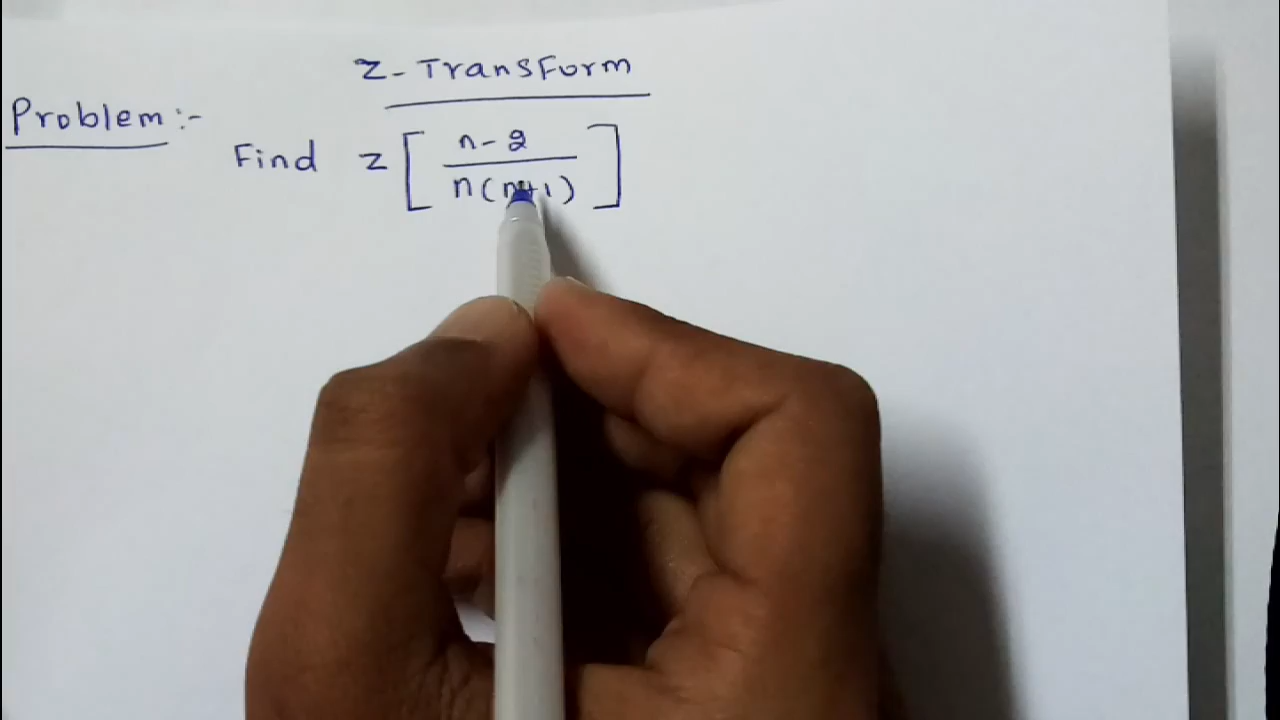 Z-Transform
Problem:-
Find Z[ n-2 / n(n+1) ]